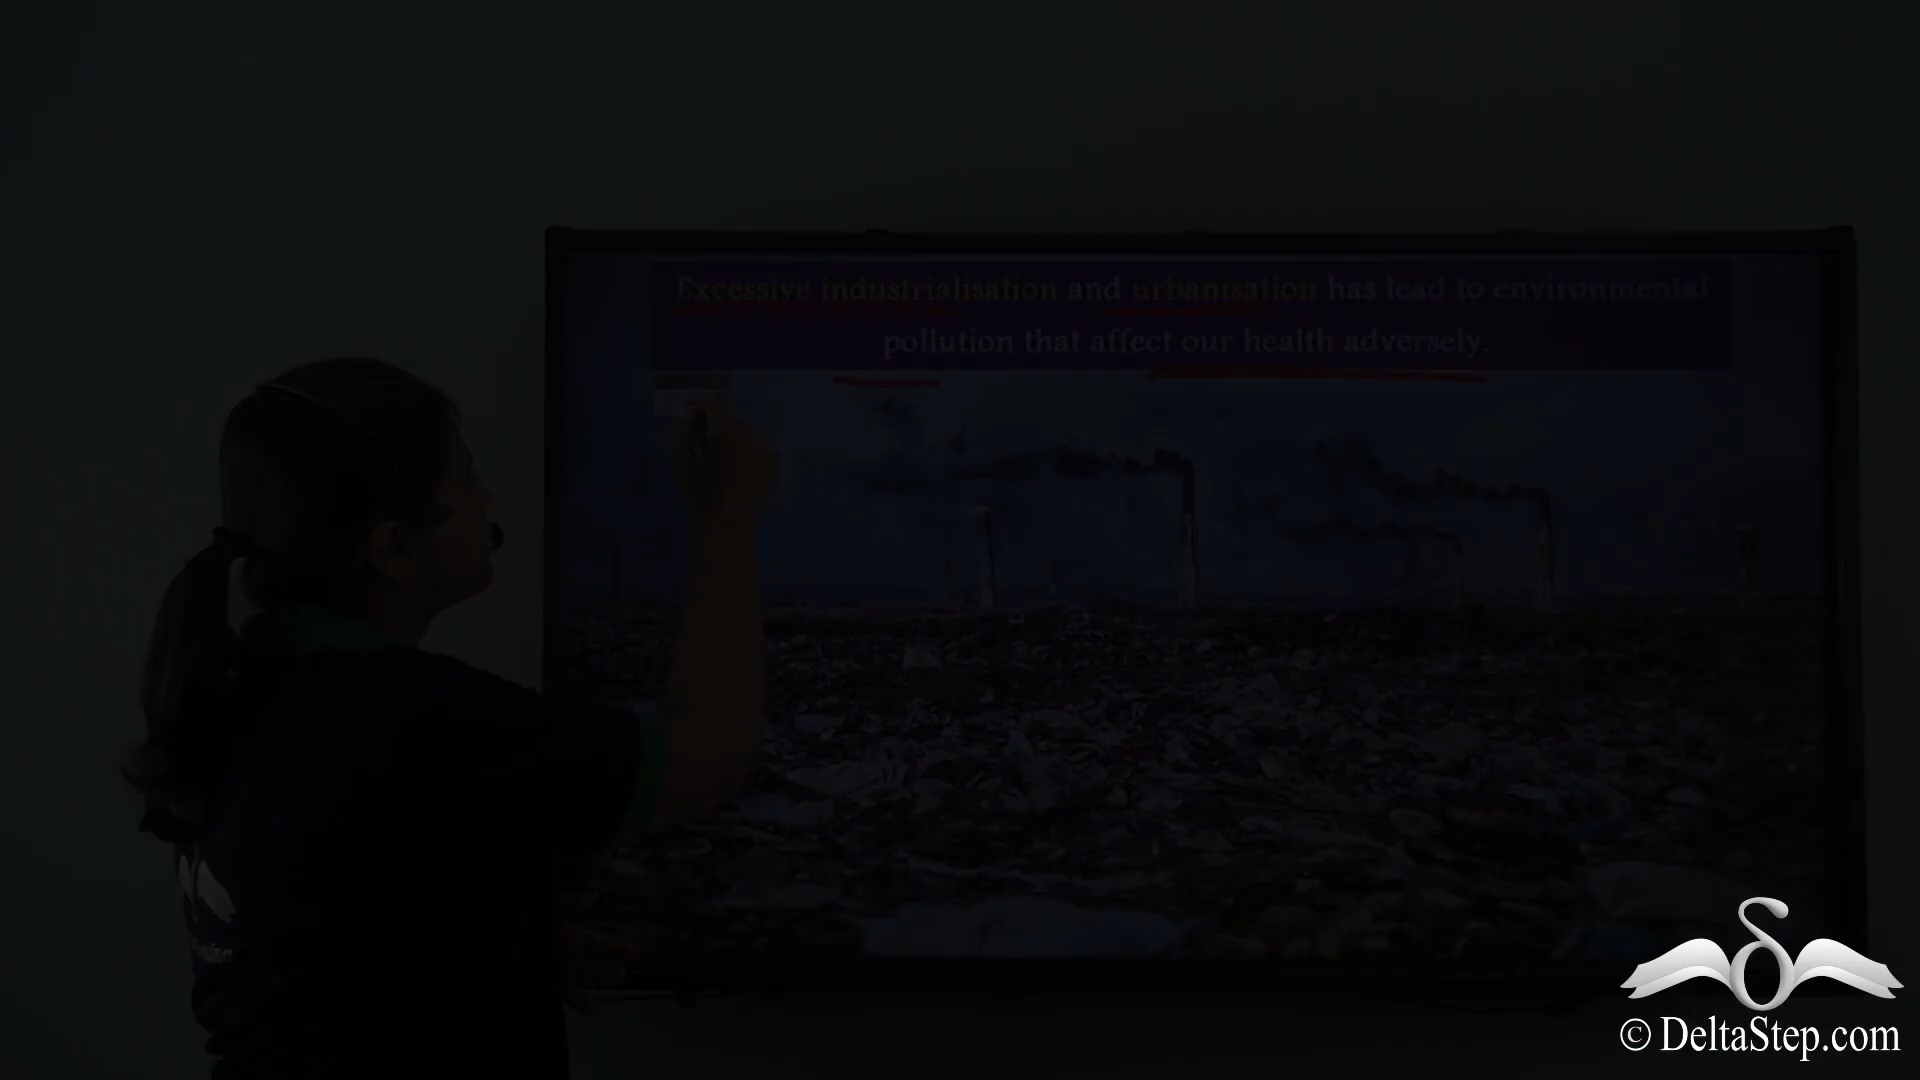 Excessive industrialisation and urbanisation has lead to environmental
pollution that affect our health adversely.
© DeltaStep.com